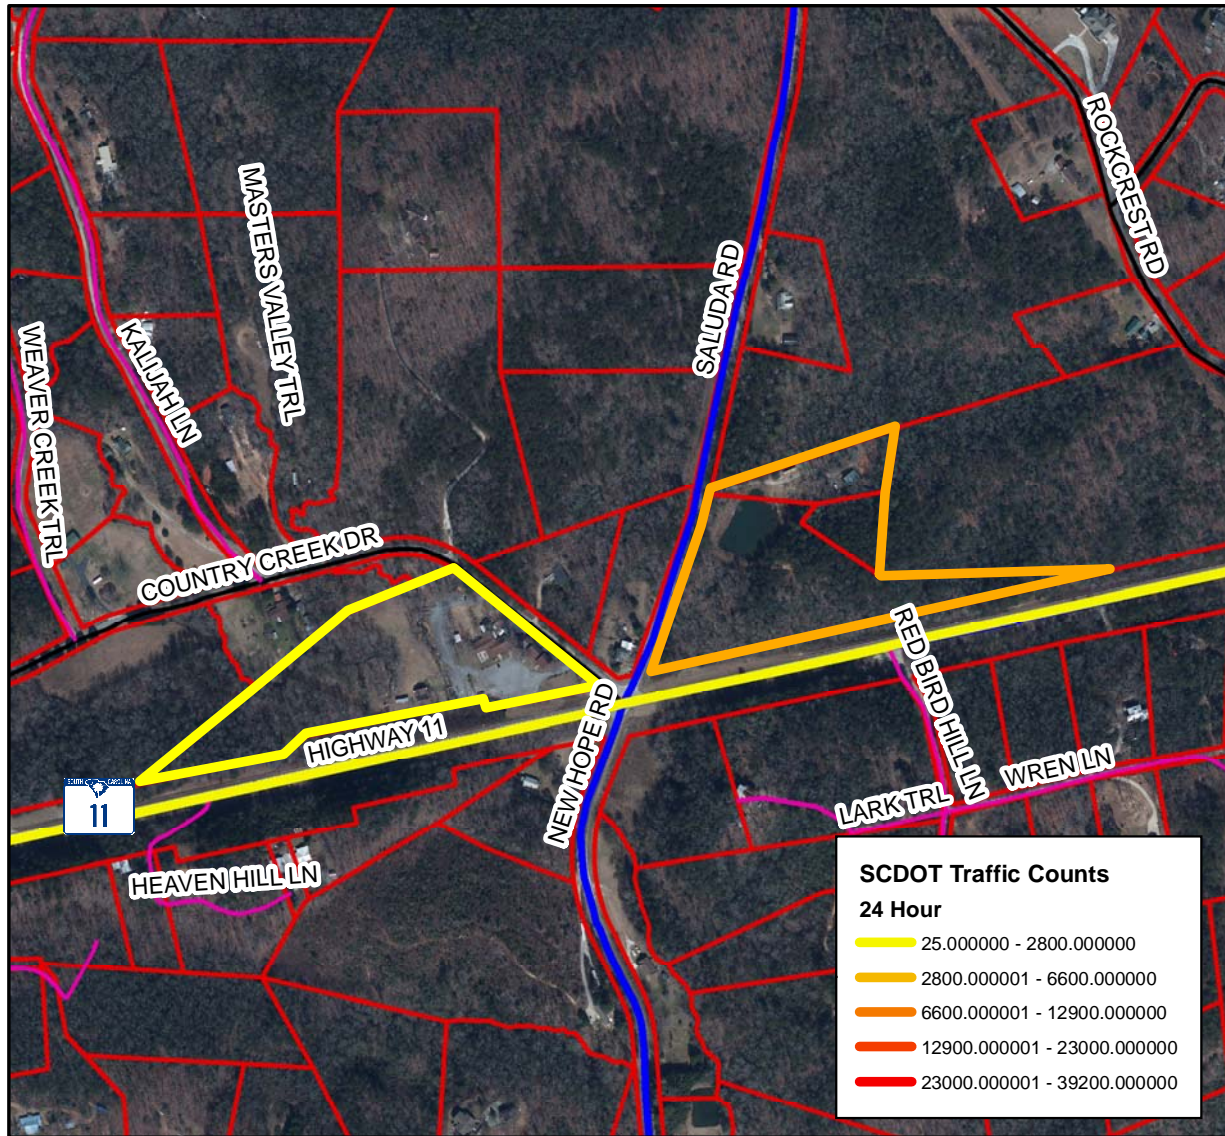 ROCKCREST RD
MASTERS VALLEY TRL
SALUDA RD
WEAVER CREEK TRL
KALIJAH LN
COUNTRY CREEK DR
RED BIRD HILL LN
HIGHWAY 11
NEW HOPE RD
SOUTH CAROLINA
11
WREN LN
LARK TRL
HEAVEN HILL LN
SCDOT Traffic Counts
24 Hour
25.000000 - 2800.000000
2800.000001 - 6600.000000
6600.000001 - 12900.000000
12900.000001 - 23000.000000
23000.000001 - 39200.000000